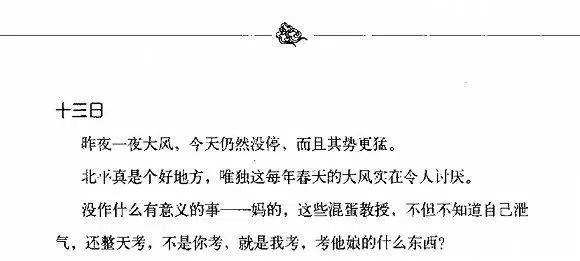 十三日
昨夜一夜大风，今天仍然没停，而且其势更猛。
北平真是个好地方，唯独这每年春天的大风实在令人讨厌。
没作什么有意义的事——妈的，这些混蛋教授，不但不知道自己泄
气，还整天考，不是你考，就是我考，考他娘的什么东西？